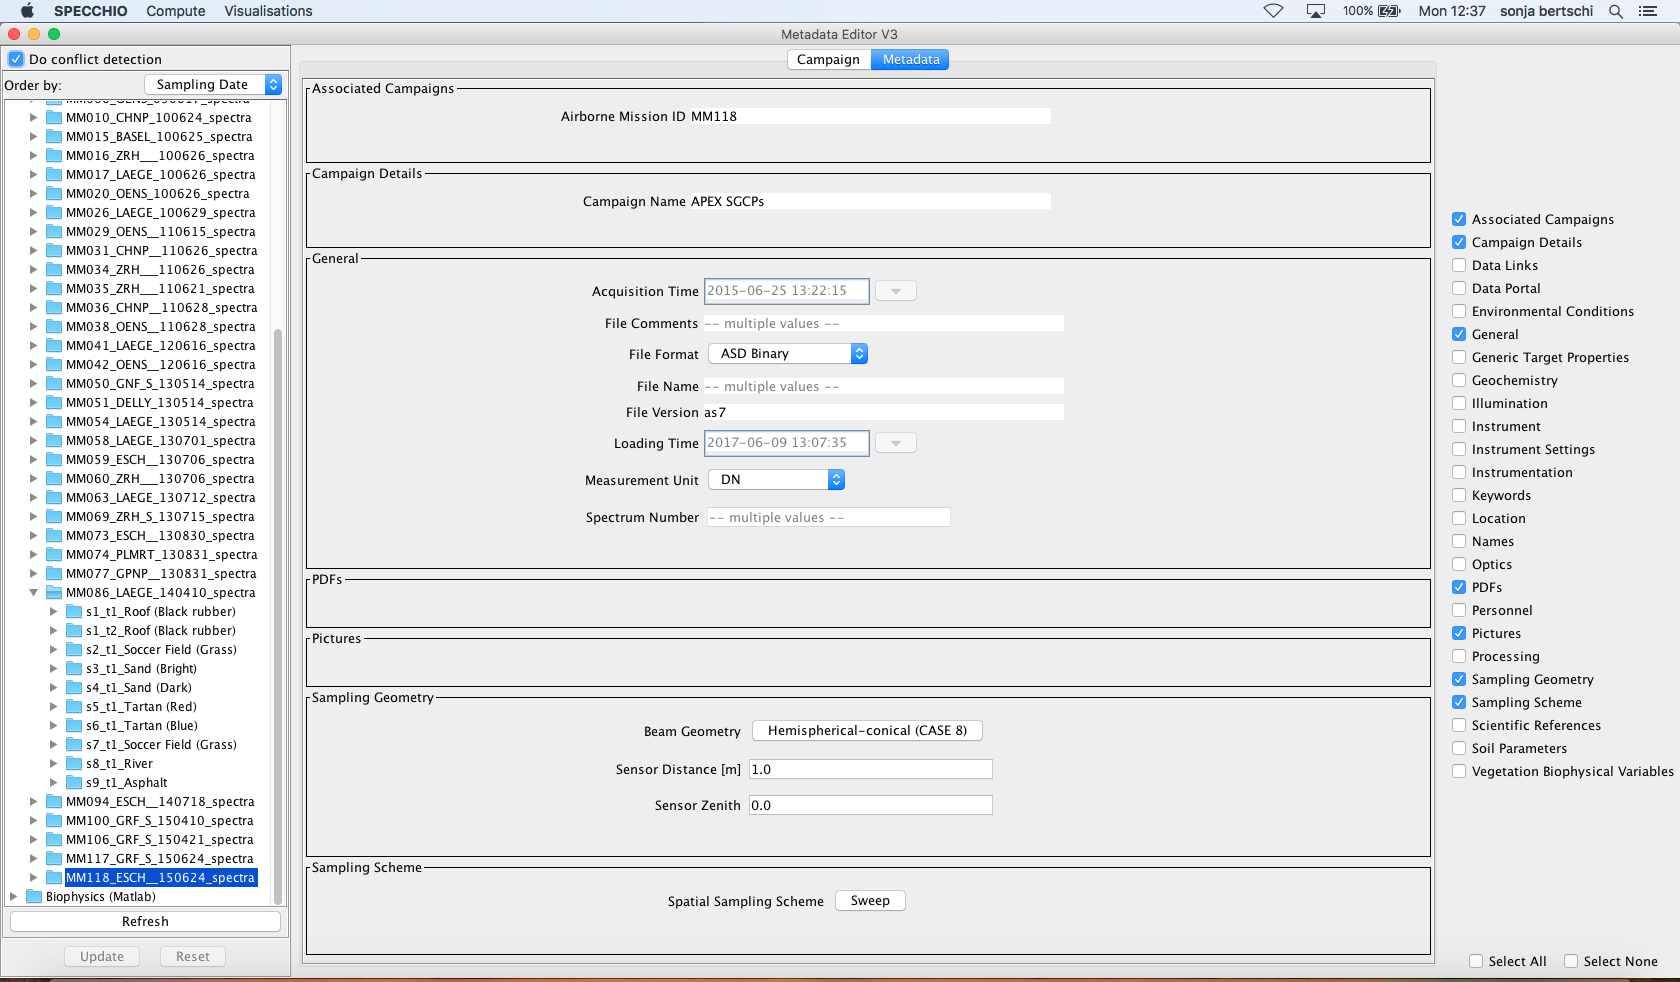 SPECCHIO Compute Visualisations 100% Mon 12:37 sonja bertschi
Metadata Editor V3
Do conflict detection
Order by: Sampling Date
MM010_CHNP_100624_spectra
MM015_BASEL_100625_spectra
MM016_ZRH__100626_spectra
MM017_LAEGE_100626_spectra
MM020_OENS_100626_spectra
MM026_LAEGE_100629_spectra
MM029_OENS__110615_spectra
MM031_CHNP__110626_spectra
MM034_ZRH__110626_spectra
MM035_ZRH__110621_spectra
MM036_CHNP__110628_spectra
MM038_OENS__110628_spectra
MM041_LAEGE_120616_spectra
MM042_OENS__120616_spectra
MM050_GNF_S_130514_spectra
MM051_DELLY_130514_spectra
MM054_LAEGE_130514_spectra
MM058_LAEGE_130701_spectra
MM059_ESCH__130706_spectra
MM060_ZRH__130706_spectra
MM063_LAEGE_130712_spectra
MM069_ZRH_S_130715_spectra
MM073_ESCH__130830_spectra
MM074_PLMRT_130831_spectra
MM077_GPNP__130831_spectra
MM086_LAEGE_140410_spectra
s1_t1_Roof (Black rubber)
s1_t2_Roof (Black rubber)
s2_t1_Soccer Field (Grass)
s3_t1_Sand (Bright)
s4_t1_Sand (Dark)
s5_t1_Tartan (Red)
s6_t1_Tartan (Blue)
s7_t1_Soccer Field (Grass)
s8_t1_River
s9_t1_Asphalt
MM094_ESCH__140718_spectra
MM100_GRF_S_150410_spectra
MM106_GRF_S_150421_spectra
MM117_GRF_S_150624_spectra
MM118_ESCH__150624_spectra
Biophysics (Matlab)
Refresh
Update Reset
Campaign Metadata
Associated Campaigns
Airborne Mission ID MM118
Campaign Details
Campaign Name APEX SGCPs
General
Acquisition Time 2015-06-25 13:22:15
File Comments -- multiple values --
File Format ASD Binary
File Name -- multiple values --
File Version as7
Loading Time 2017-06-09 13:07:35
Measurement Unit DN
Spectrum Number -- multiple values --
PDFs
Pictures
Sampling Geometry
Beam Geometry Hemispherical-conical (CASE 8)
Sensor Distance [m] 1.0
Sensor Zenith 0.0
Sampling Scheme
Spatial Sampling Scheme Sweep
Associated Campaigns
Campaign Details
Data Links
Data Portal
Environmental Conditions
General
Generic Target Properties
Geochemistry
Illumination
Instrument
Instrument Settings
Instrumentation
Keywords
Location
Names
Optics
PDFs
Personnel
Pictures
Processing
Sampling Geometry
Sampling Scheme
Scientific References
Soil Parameters
Vegetation Biophysical Variables
Select All Select None